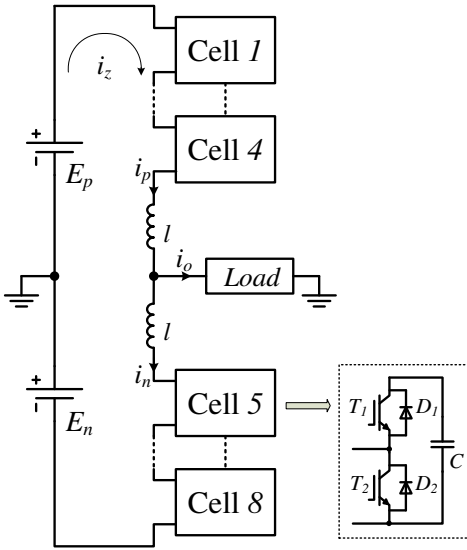 Cell 1
i_z
Cell 4
+
-
E_p
i_p
l
i_o
Load
l
i_n
+
-
E_n
Cell 5
T_1
D_1
C
T_2
D_2
Cell 8